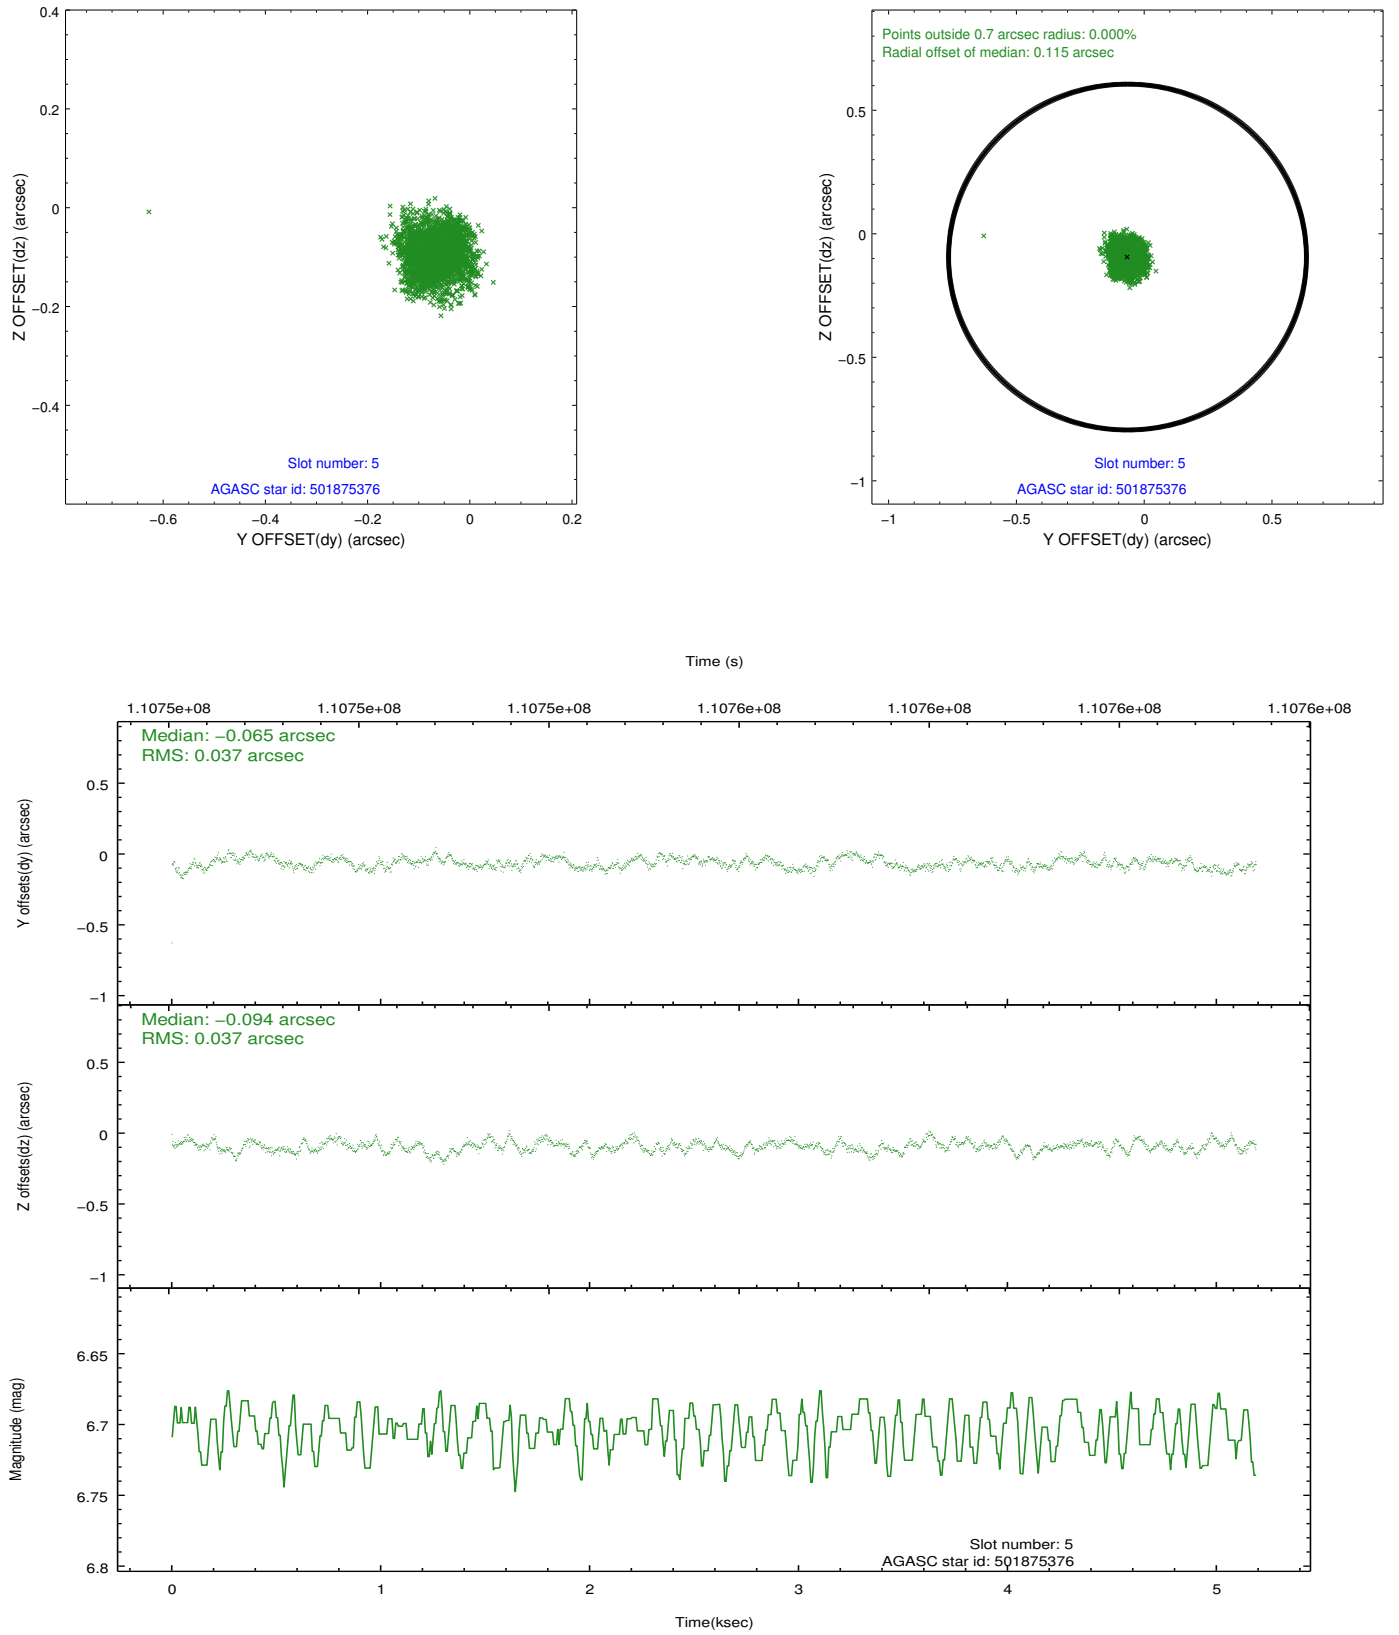 0.4
0.2
0
−0.2
−0.4
Z OFFSET(dz) (arcsec)
Slot number: 5
AGASC star id: 501875376
−0.6 −0.4 −0.2 0 0.2
Y OFFSET(dy) (arcsec)
Points outside 0.7 arcsec radius: 0.000%
Radial offset of median: 0.115 arcsec
0.5
0
−0.5
−1
Z OFFSET(dz) (arcsec)
Slot number: 5
AGASC star id: 501875376
−1 −0.5 0 0.5
Y OFFSET(dy) (arcsec)
Time (s)
1.1075e+08 1.1075e+08 1.1075e+08 1.1076e+08 1.1076e+08 1.1076e+08 1.1076e+08
Median: −0.065 arcsec
RMS: 0.037 arcsec
0.5
0
−0.5
−1
Y offsets(dy) (arcsec)
Median: −0.094 arcsec
RMS: 0.037 arcsec
0.5
0
−0.5
−1
Z offsets(dz) (arcsec)
6.65
6.7
6.75
6.8
Magnitude (mag)
Slot number: 5
AGASC star id: 501875376
0 1 2 3 4 5
Time(ksec)